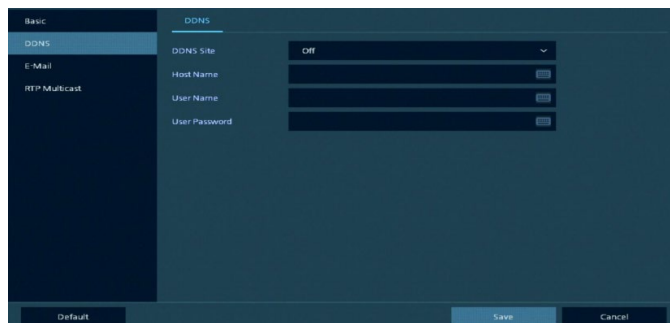 Basic
DDNS
E-Mail
RTP Multicast
DDNS
DDNS Site
Off
Host Name
User Name
User Password
Default
Save
Cancel